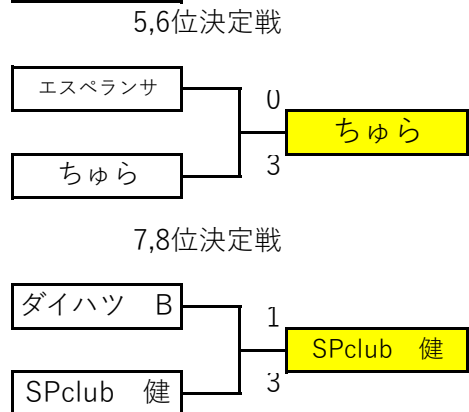 5,6位決定戦
エスペランサ
0
ちゅら
ちゅら
3
7,8位決定戦
ダイハツ　B
1
SPclub　健
SPclub　健
3